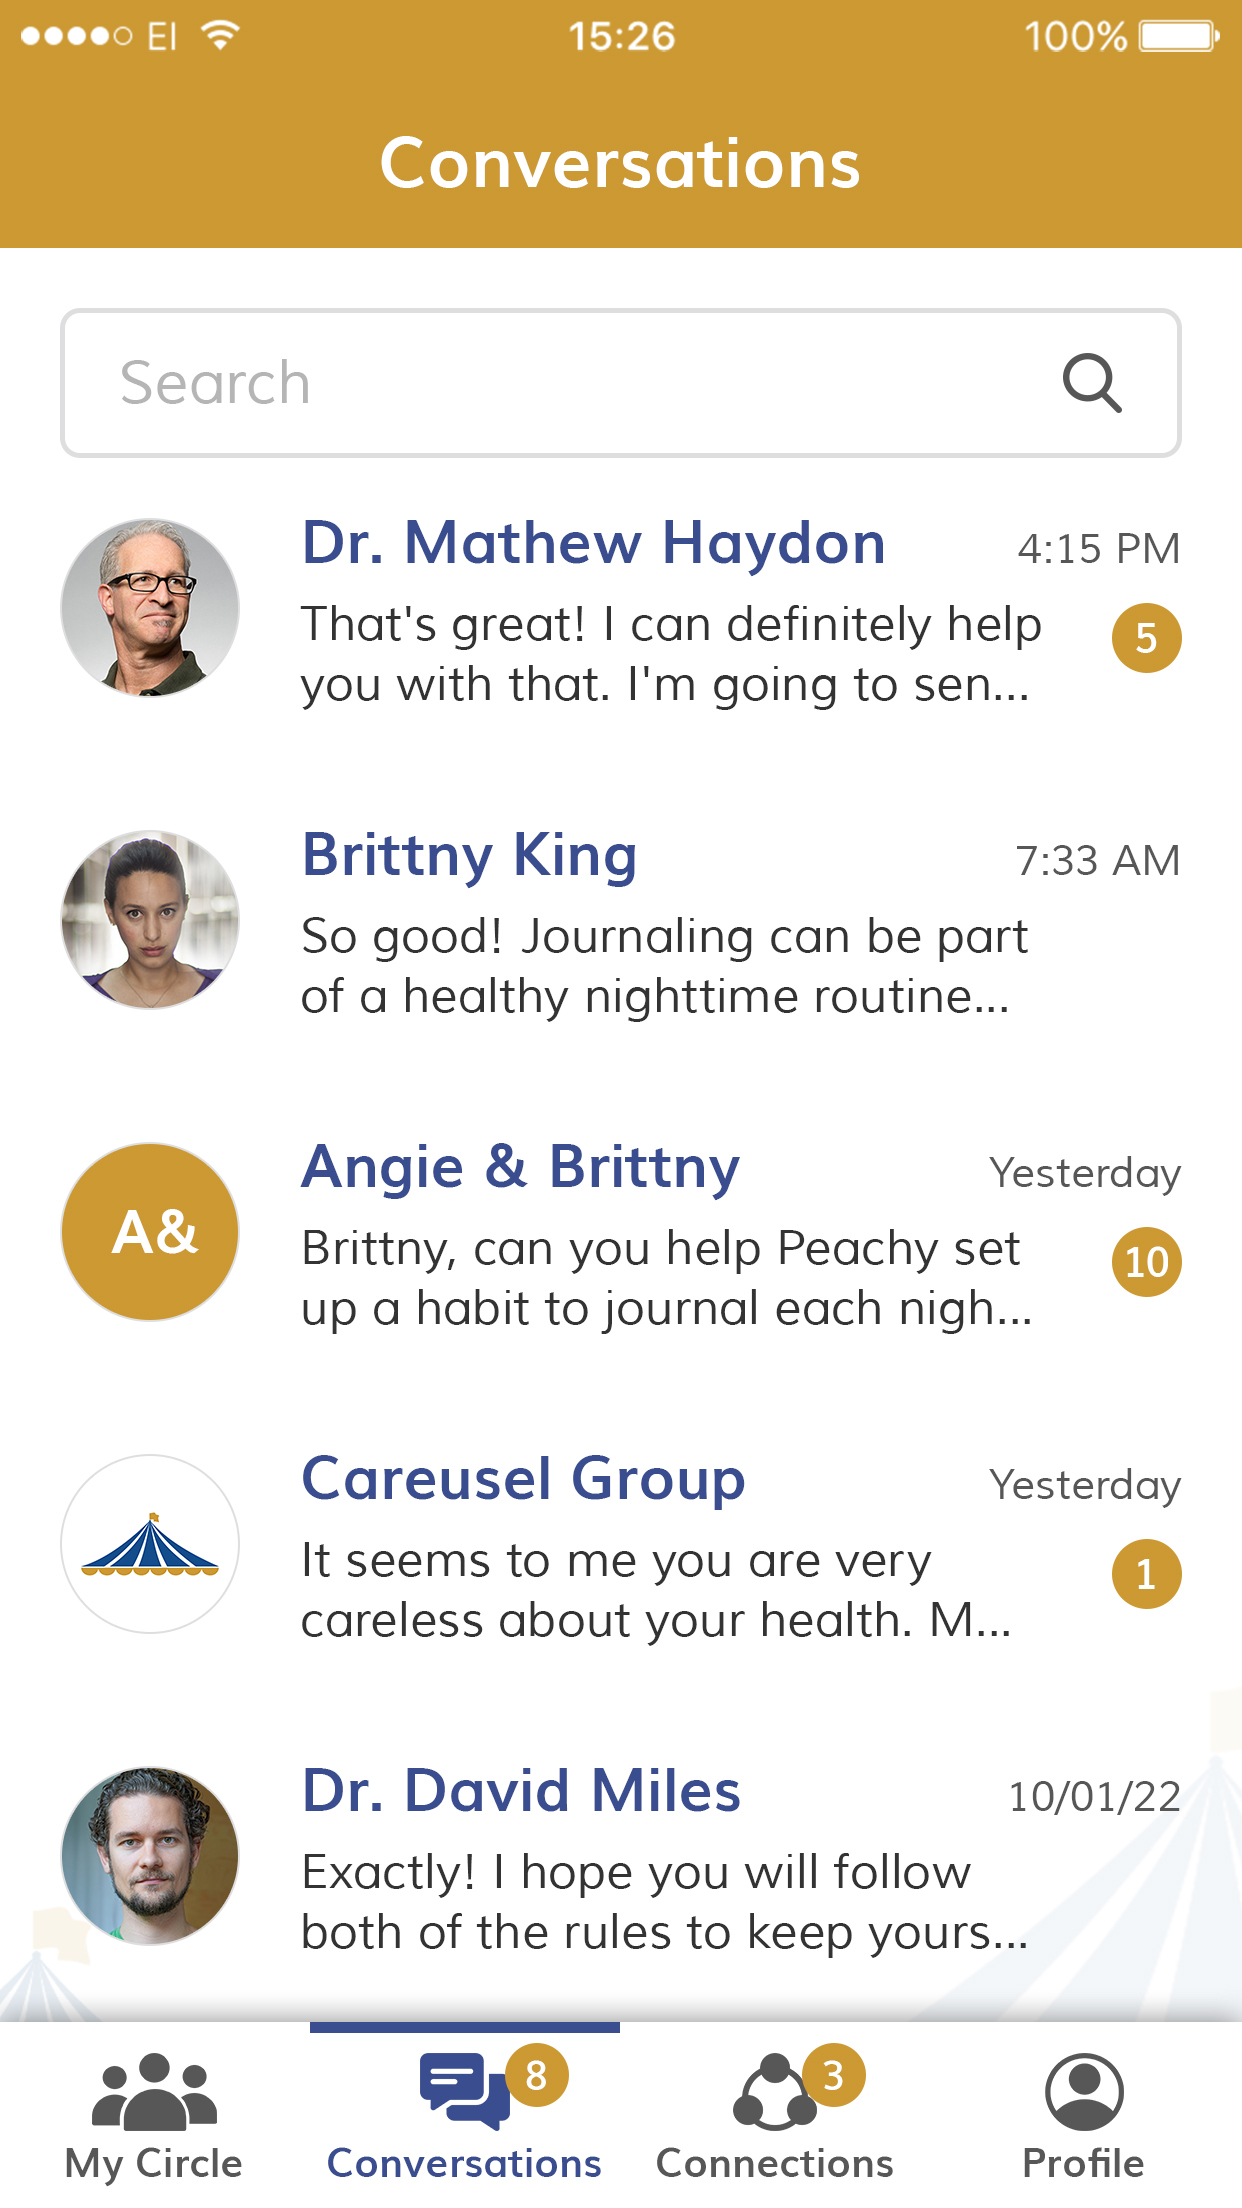 EI 15:26 100%
Conversations
Search
Dr. Mathew Haydon 4:15 PM
That's great! I can definitely help
5
you with that. I'm going to sen...
Brittny King 7:33 AM
So good! Journaling can be part
of a healthy nighttime routine...
A&
Angie & Brittny Yesterday
Brittny, can you help Peachy set
10
up a habit to journal each nigh...
Careusel Group Yesterday
It seems to me you are very
1
careless about your health. M...
Dr. David Miles 10/01/22
Exactly! I hope you will follow
both of the rules to keep yours...
8 3
My Circle Conversations Connections Profile